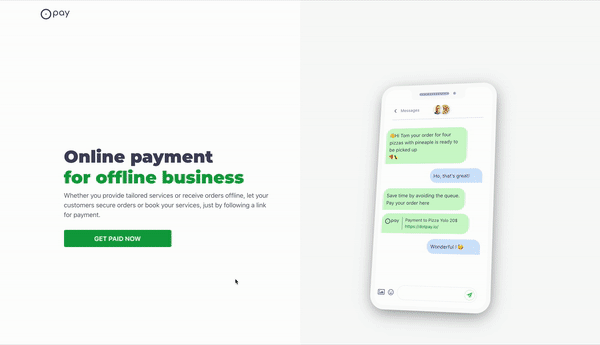 pay
Online payment
for offline business
Whether you provide tailored services or receive orders offline, let your
customers secure orders or book your services, just by following a link
for payment.
GET PAID NOW
Messages
Hi Tom your order for four
pizzas with pineaple is ready to
be picked up
Ho, that's great!
Save time by avoiding the queue.
Pay your order here
pay
Payment to Pizza Yolo 20$
https://dotpay.io/
Wonderful !